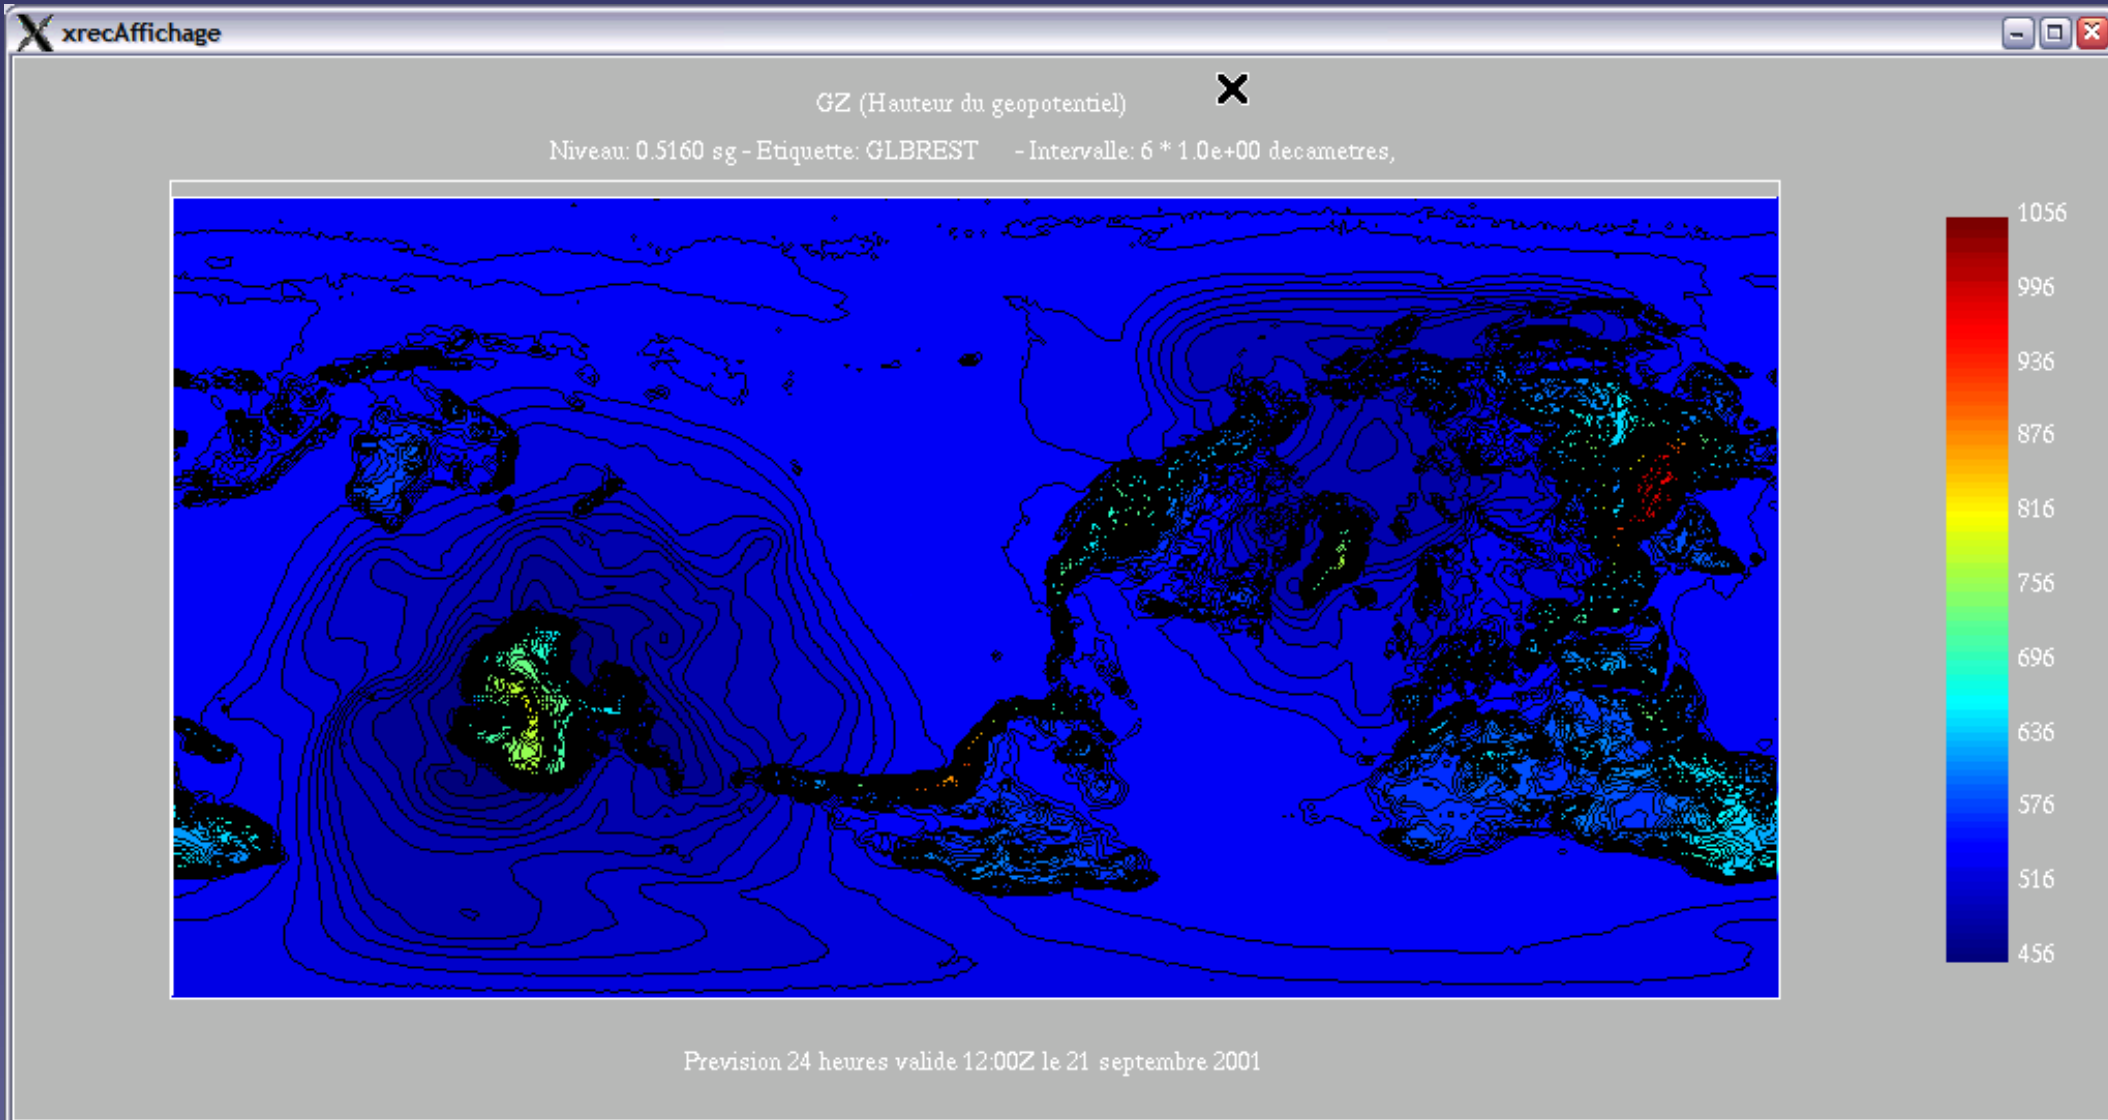 xrecAffichage
GZ (Hauteur du geopotentiel)
Niveau: 0.5160 sg - Etiquette: GLBREST - Intervalle: 6 * 1.0e+00 decametres,
1056
996
936
876
816
756
696
636
576
516
456
Prevision 24 heures valide 12:00Z le 21 septembre 2001